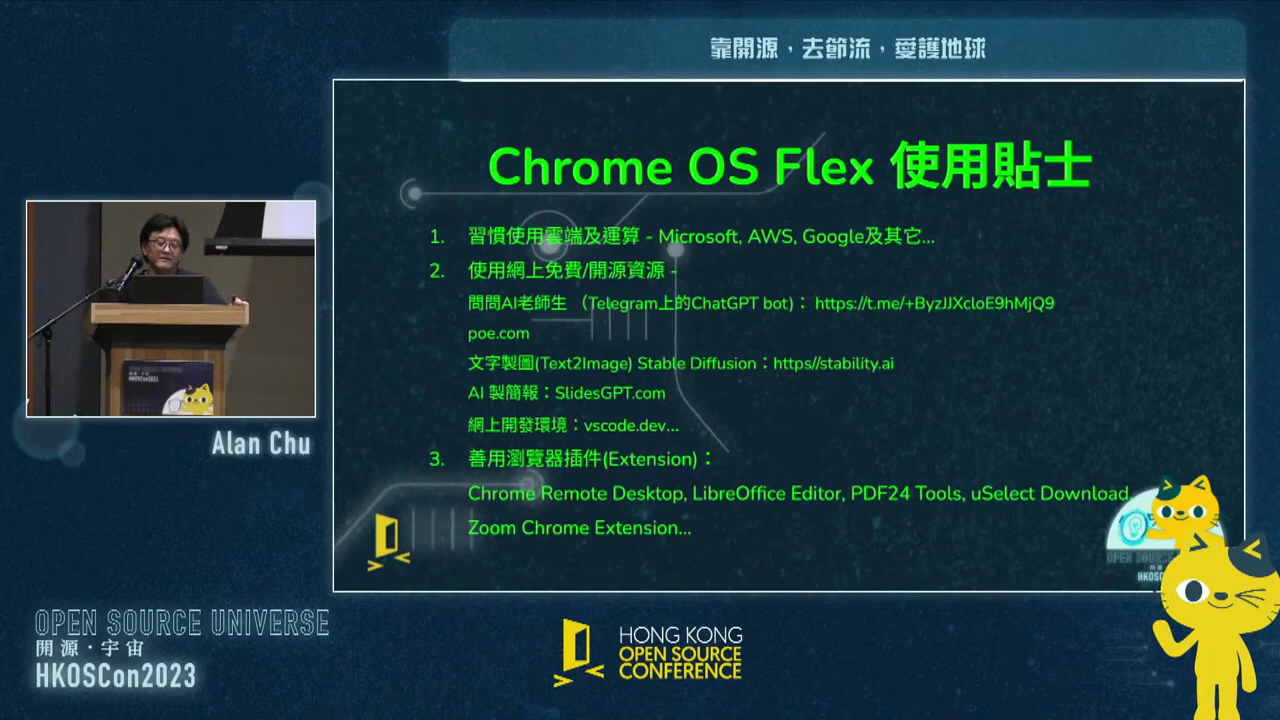 靠開源，去節流，愛護地球
Chrome OS Flex 使用貼士
1. 習慣使用雲端及運算 - Microsoft, AWS, Google及其它...
2. 使用網上免費/開源資源 -
問問AI老師生 （Telegram上的ChatGPT bot)： https://t.me/+ByzJJXcloE9hMjQ9
poe.com
文字製圖(Text2Image) Stable Diffusion：https//stability.ai
AI 製簡報：SlidesGPT.com
網上開發環境：vscode.dev...
3. 善用瀏覽器插件(Extension)：
Chrome Remote Desktop, LibreOffice Editor, PDF24 Tools, uSelect Download,
Zoom Chrome Extension...
HKOSCon2023
Alan Chu
OPEN SOURCE
HKOSC
OPEN SOURCE UNIVERSE
開源·宇宙
HKOSCon2023
HONG KONG
OPEN SOURCE
CONFERENCE